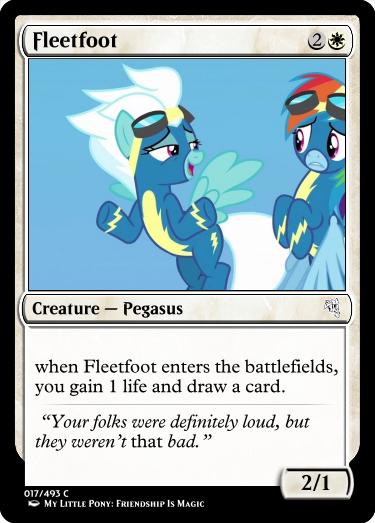 Fleetfoot 2
Creature — Pegasus
when Fleetfoot enters the battlefields,
you gain 1 life and draw a card.
“Your folks were definitely loud, but
they weren’t that bad.”
2/1
017/493 C
My Little Pony: Friendship Is Magic